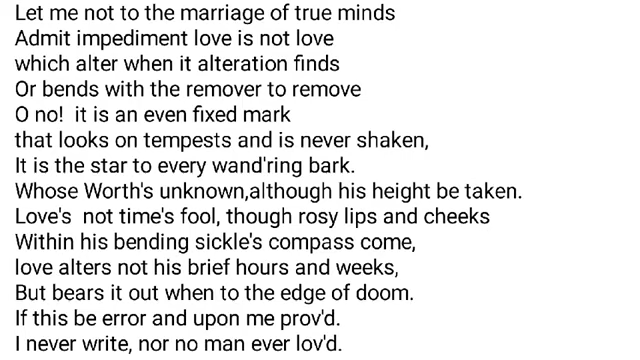 Let me not to the marriage of true minds
Admit impediment love is not love
which alter when it alteration finds
Or bends with the remover to remove
O no!  it is an even fixed mark
that looks on tempests and is never shaken,
It is the star to every wand'ring bark.
Whose Worth's unknown,although his height be taken.
Love's  not time's fool, though rosy lips and cheeks
Within his bending sickle's compass come,
love alters not his brief hours and weeks,
But bears it out when to the edge of doom.
If this be error and upon me prov'd.
I never write, nor no man ever lov'd.